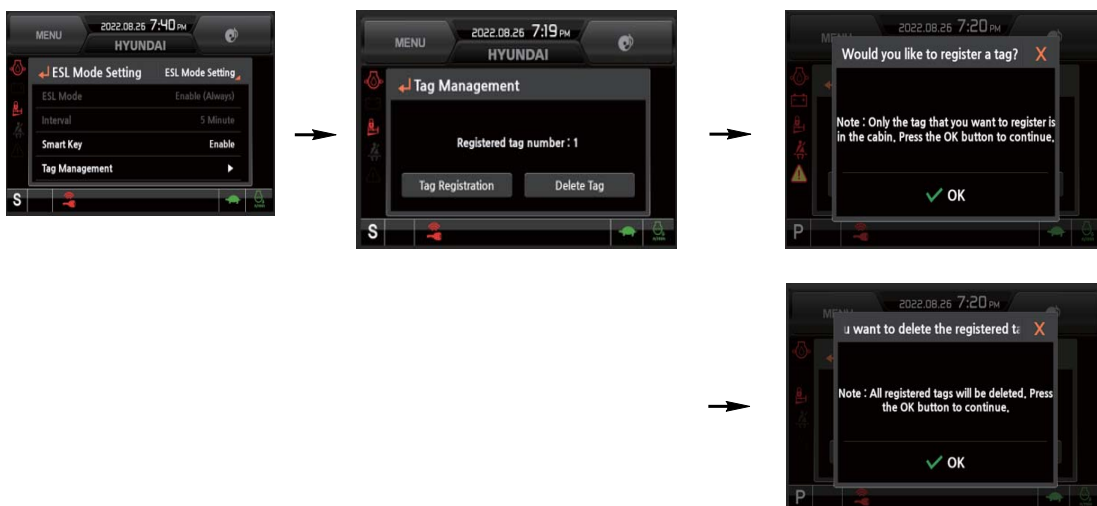 MENU
2022.08.26 7:40 PM
HYUNDAI
ESL Mode Setting
ESL Mode Setting
ESL Mode
Enable (Always)
Interval
5 Minute
Smart Key
Enable
Tag Management
S
MENU
2022.08.26 7:19 PM
HYUNDAI
Tag Management
Registered tag number : 1
Tag Registration
Delete Tag
S
2022.08.26 7:20 PM
Would you like to register a tag?
X
Note : Only the tag that you want to register is
in the cabin. Press the OK button to continue.
OK
P
2022.08.26 7:20 PM
u want to delete the registered ta
X
Note : All registered tags will be deleted. Press
the OK button to continue.
OK
P